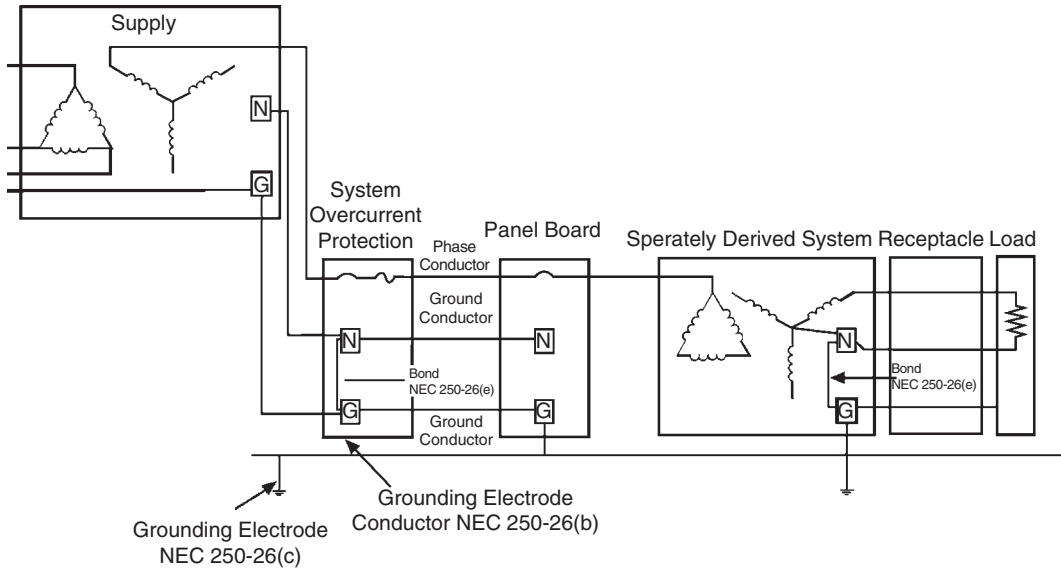 Supply
N
G
System
Overcurrent
Protection
Phase
Conductor
Panel Board
Sperately Derived System
Receptacle
Load
Ground
Conductor
N
N
N
Bond
NEC 250-26(e)
Bond
NEC 250-26(e)
G
G
G
Ground
Conductor
Grounding Electrode
Conductor NEC 250-26(b)
Grounding Electrode
NEC 250-26(c)